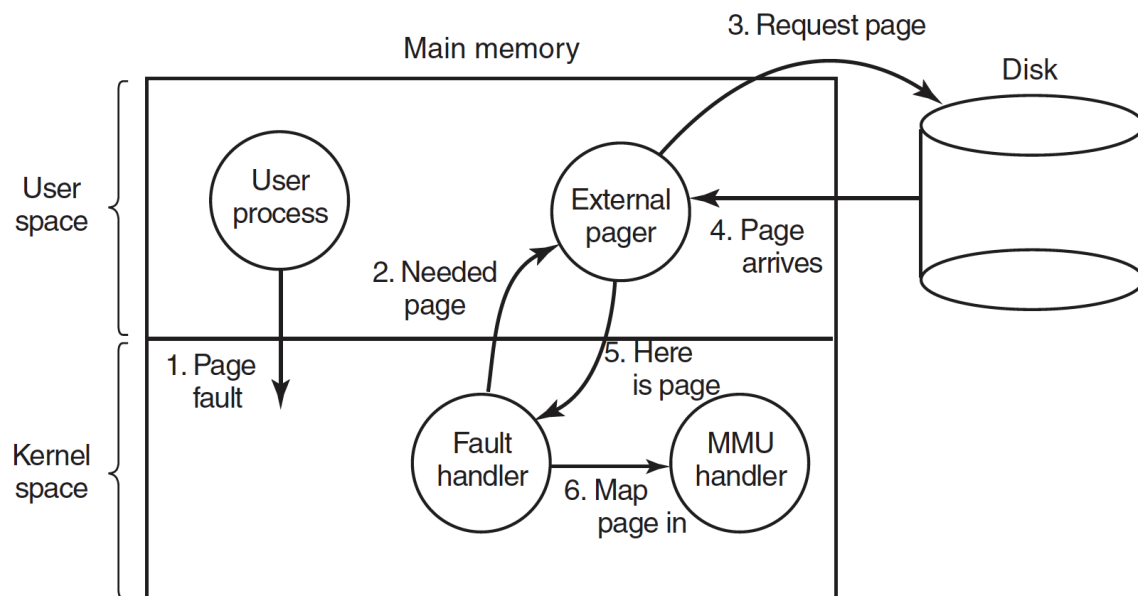 Main memory
3. Request page
Disk
User
space
User
process
External
pager
4. Page
arrives
2. Needed
page
1. Page
fault
5. Here
is page
Kernel
space
Fault
handler
MMU
handler
6. Map
page in